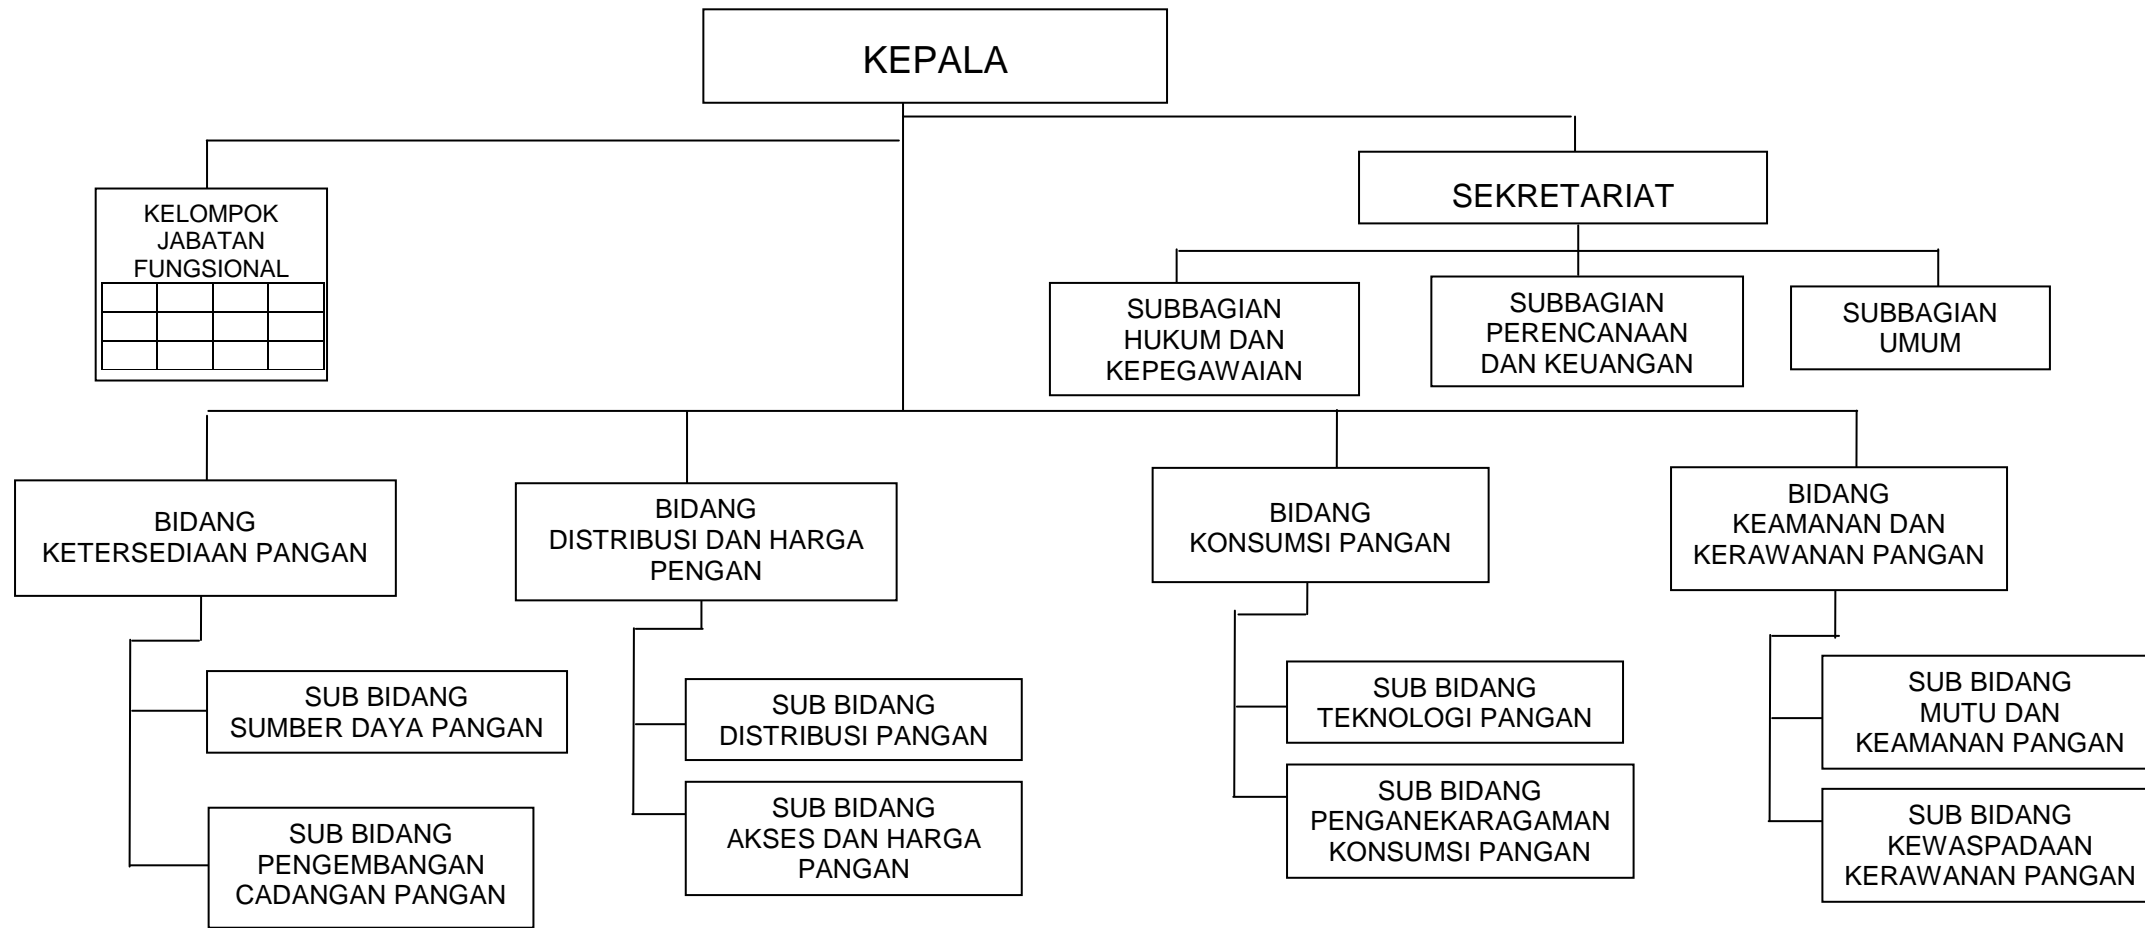 KEPALA
SEKRETARIAT
KELOMPOK
JABATAN
FUNGSIONAL
SUBBAGIAN
HUKUM DAN
KEPEGAWAIAN
SUBBAGIAN
PERENCANAAN
DAN KEUANGAN
SUBBAGIAN
UMUM
BIDANG
KETERSEDIAAN PANGAN
BIDANG
DISTRIBUSI DAN HARGA
PENGAN
BIDANG
KONSUMSI PANGAN
BIDANG
KEAMANAN DAN
KERAWANAN PANGAN
SUB BIDANG
SUMBER DAYA PANGAN
SUB BIDANG
PENGEMBANGAN
CADANGAN PANGAN
SUB BIDANG
DISTRIBUSI PANGAN
SUB BIDANG
AKSES DAN HARGA
PANGAN
SUB BIDANG
TEKNOLOGI PANGAN
SUB BIDANG
PENGANEKARAGAMAN
KONSUMSI PANGAN
SUB BIDANG
MUTU DAN
KEAMANAN PANGAN
SUB BIDANG
KEWASPADAAN
KERAWANAN PANGAN